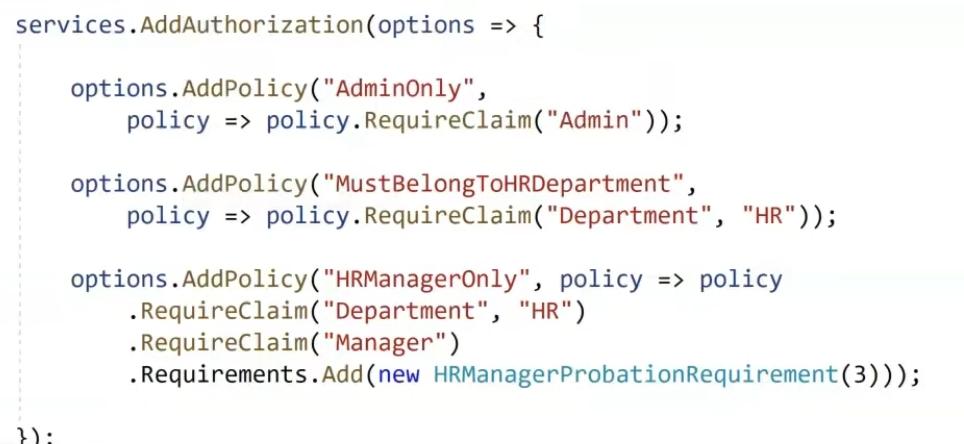 services.AddAuthorization(options => {
options.AddPolicy("AdminOnly",
policy => policy.RequireClaim("Admin"));
options.AddPolicy("MustBelongToHRDepartment",
policy => policy.RequireClaim("Department", "HR"));
options.AddPolicy("HRManagerOnly", policy => policy
.RequireClaim("Department", "HR")
.RequireClaim("Manager")
.Requirements.Add(new HRManagerProbationRequirement(3)));
});